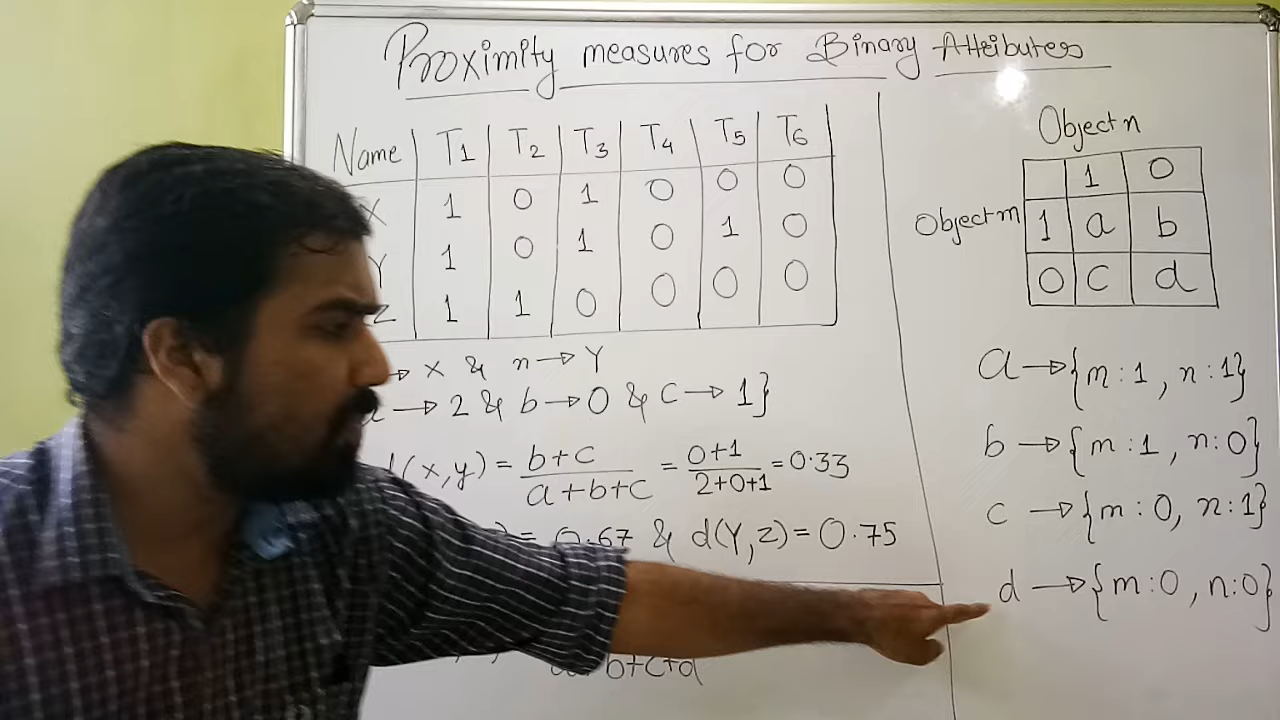 Proximity measures for Binary Attributes
Name T1 T2 T3 T4 T5 T6
X 1 0 1 0 0 0
Y 1 0 1 0 1 0
Z 1 1 0 0 0 0
→ X & n → Y
→ 2 & b → 0 & c → 1}
(x,y) = b+c / a+b+c = 0+1 / 2+0+1 = 0.33
= 0.67 & d(Y,z) = 0.75
b+c+d
Object n
1 0
Object m 1 a b
0 c d
a → {m:1, n:1}
b → {m:1, n:0}
c → {m:0, n:1}
d → {m:0, n:0}